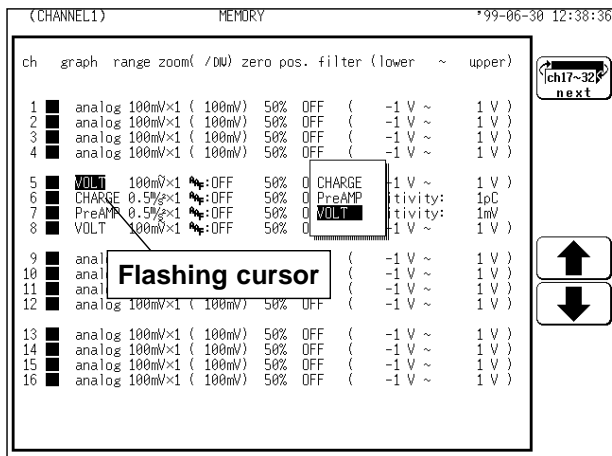 (CHANNEL1) MEMORY '99-06-30 12:38:36
ch graph range zoom( /DIV) zero pos. filter (lower ~ upper)
ch17~32
next
1 analog 100mV×1 ( 100mV) 50% OFF ( -1 V ~ 1 V )
2 analog 100mV×1 ( 100mV) 50% OFF ( -1 V ~ 1 V )
3 analog 100mV×1 ( 100mV) 50% OFF ( -1 V ~ 1 V )
4 analog 100mV×1 ( 100mV) 50% OFF ( -1 V ~ 1 V )
5 VOLT 100mV×1 AAF:OFF 50% O -1 V ~ 1 V )
6 CHARGE 0.5 ×1 AAF:OFF 50% O itivity: 1pC
7 PreAMP 0.5 ×1 AAF:OFF 50% O itivity: 1mV
8 VOLT 100mV×1 AAF:OFF 50% O -1 V ~ 1 V )
CHARGE
PreAMP
VOLT
Flashing cursor
9 anal OFF ( -1 V ~ 1 V )
10 anal OFF ( -1 V ~ 1 V )
11 anal OFF ( -1 V ~ 1 V )
12 analog 100mV×1 ( 100mV) 50% OFF ( -1 V ~ 1 V )
13 analog 100mV×1 ( 100mV) 50% OFF ( -1 V ~ 1 V )
14 analog 100mV×1 ( 100mV) 50% OFF ( -1 V ~ 1 V )
15 analog 100mV×1 ( 100mV) 50% OFF ( -1 V ~ 1 V )
16 analog 100mV×1 ( 100mV) 50% OFF ( -1 V ~ 1 V )